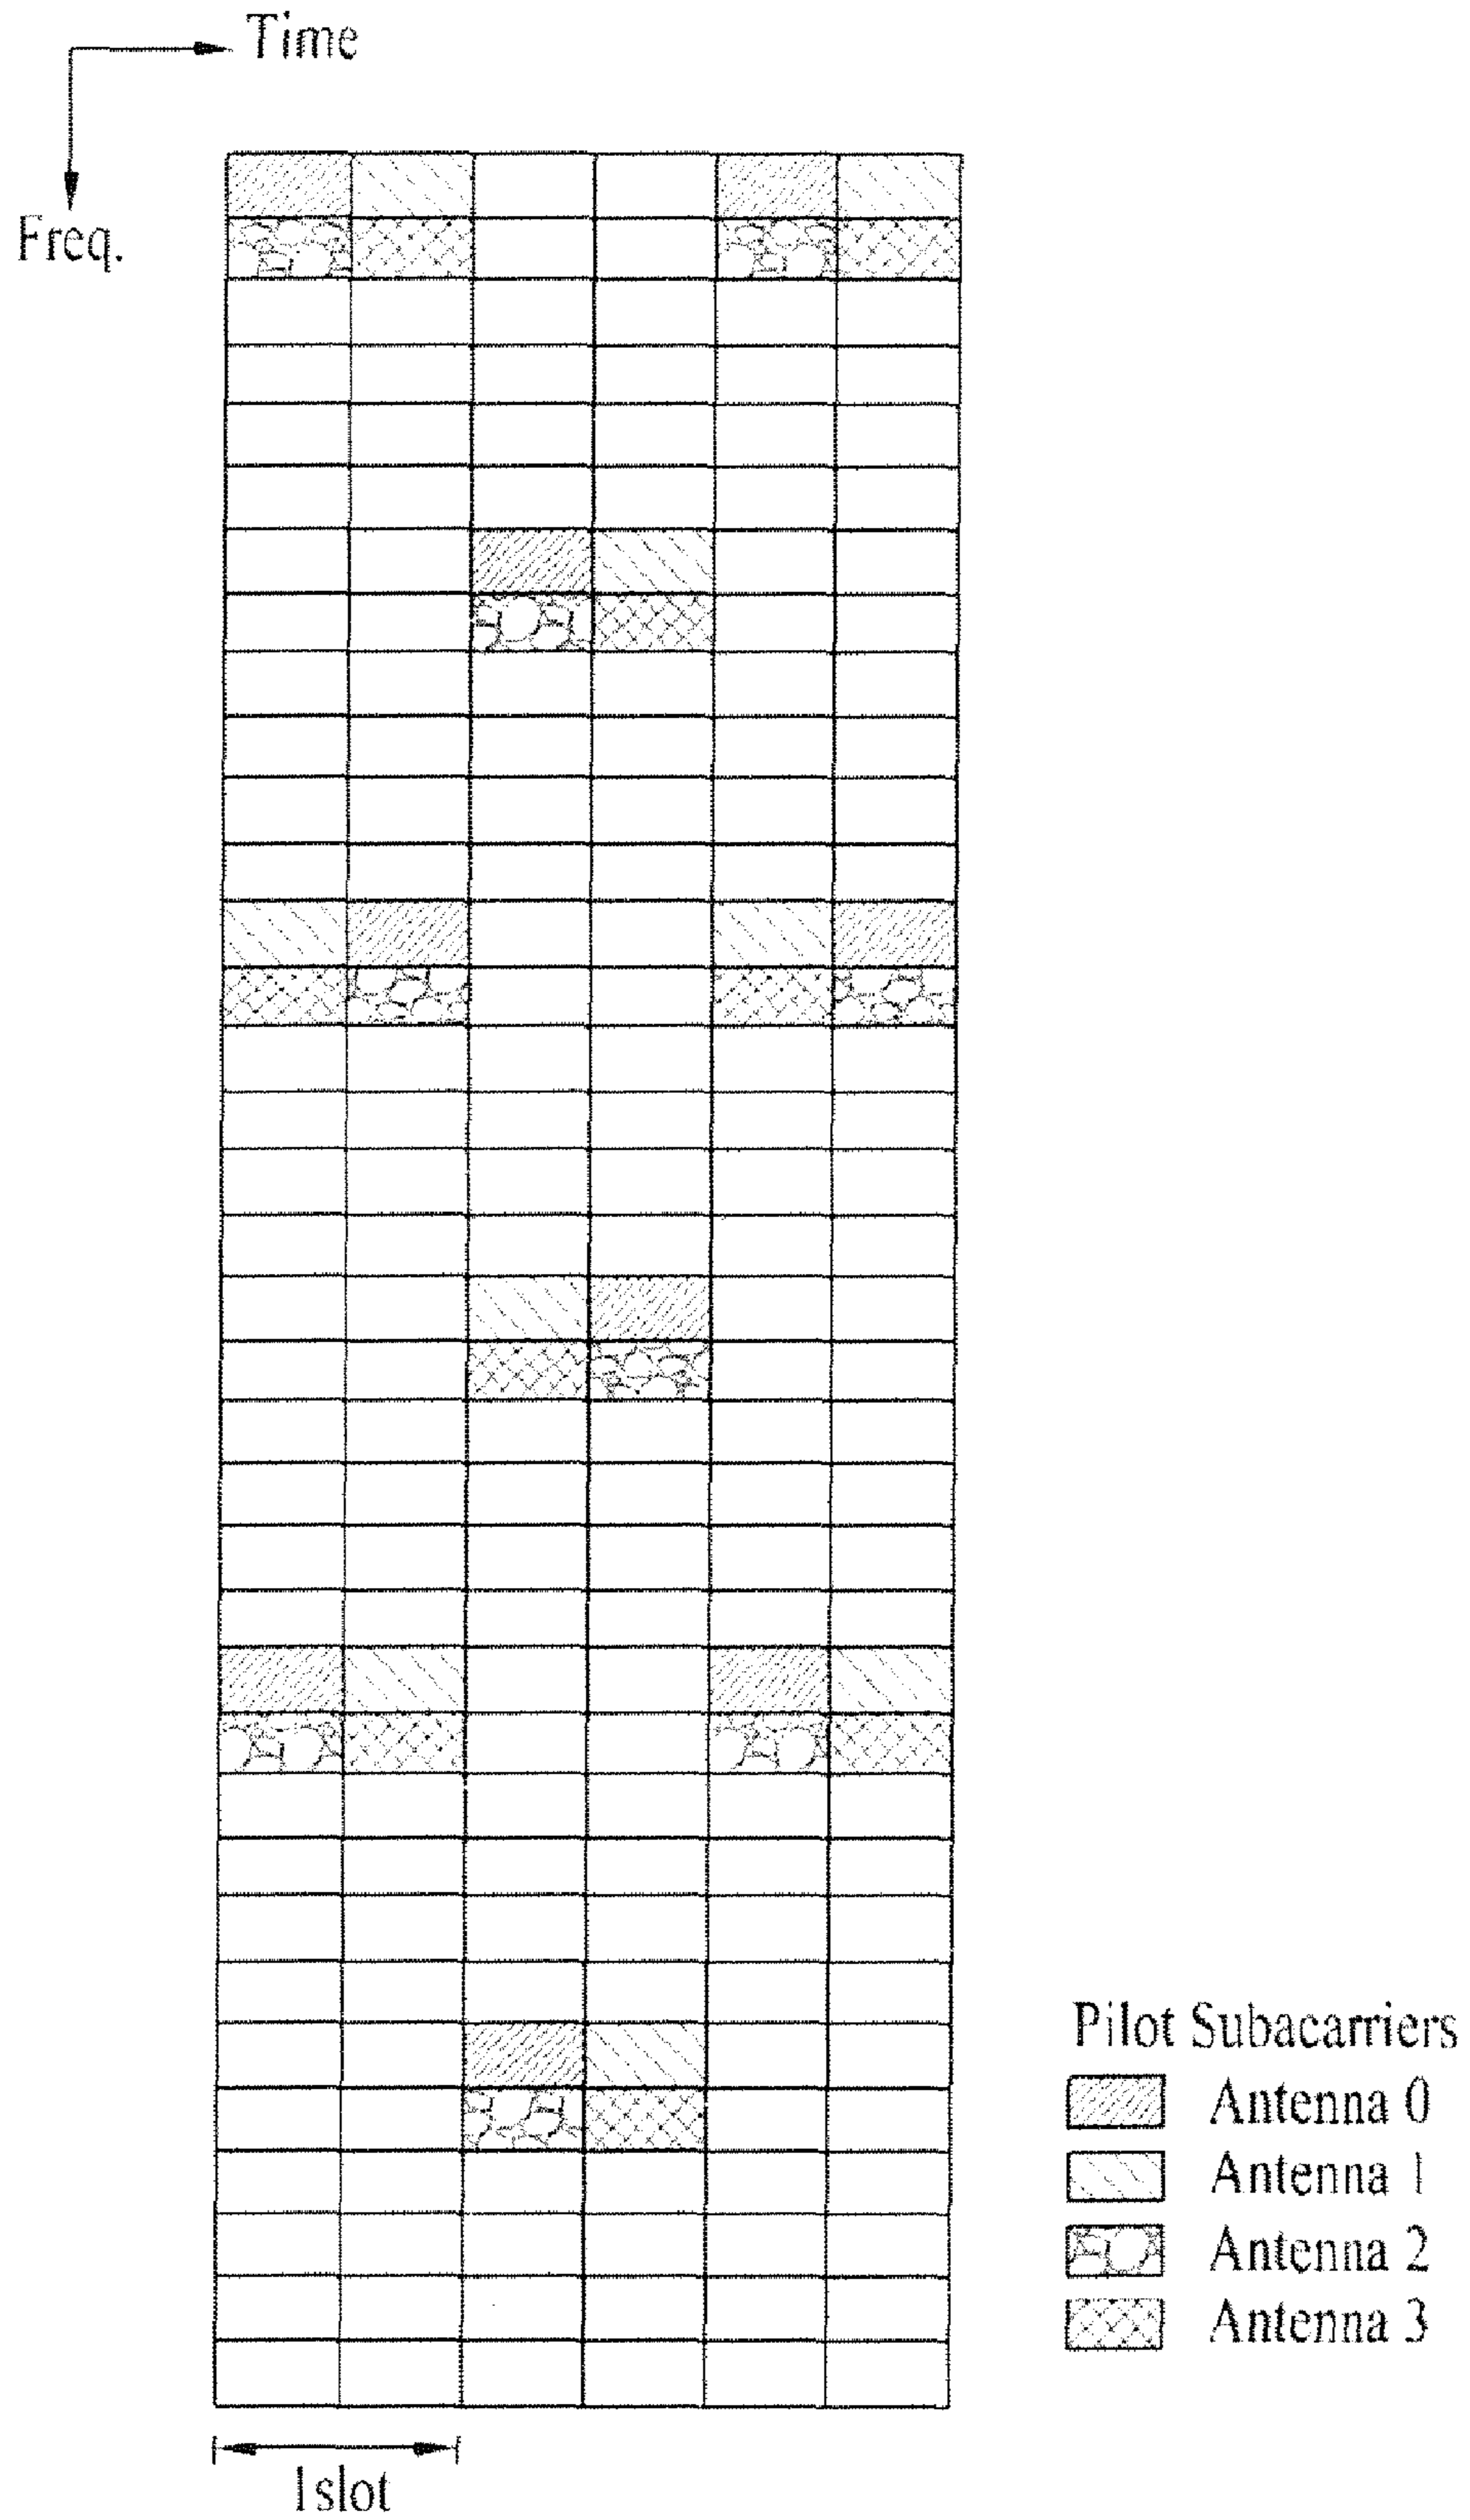 Time
Freq.
Pilot Subacarriers
Antenna 0
Antenna 1
Antenna 2
Antenna 3
1slot